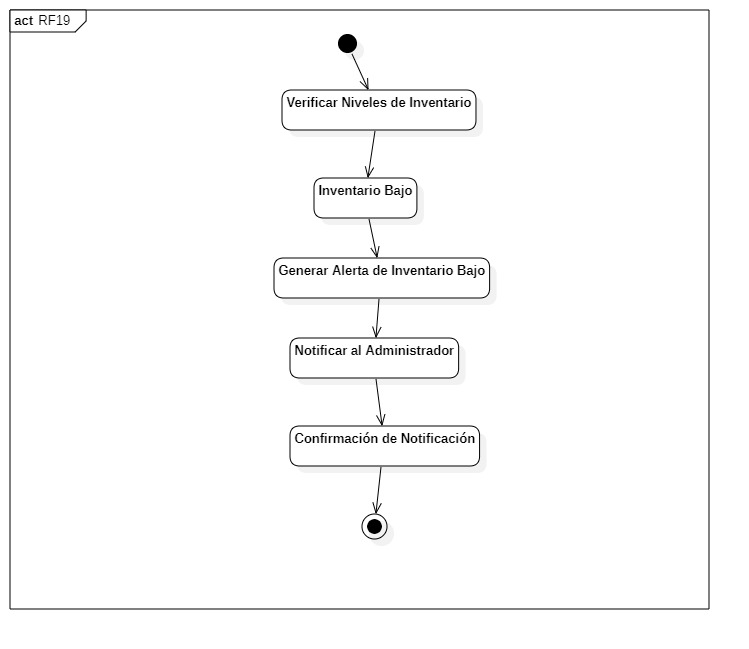 act RF19
Verificar Niveles de Inventario
Inventario Bajo
Generar Alerta de Inventario Bajo
Notificar al Administrador
Confirmación de Notificación